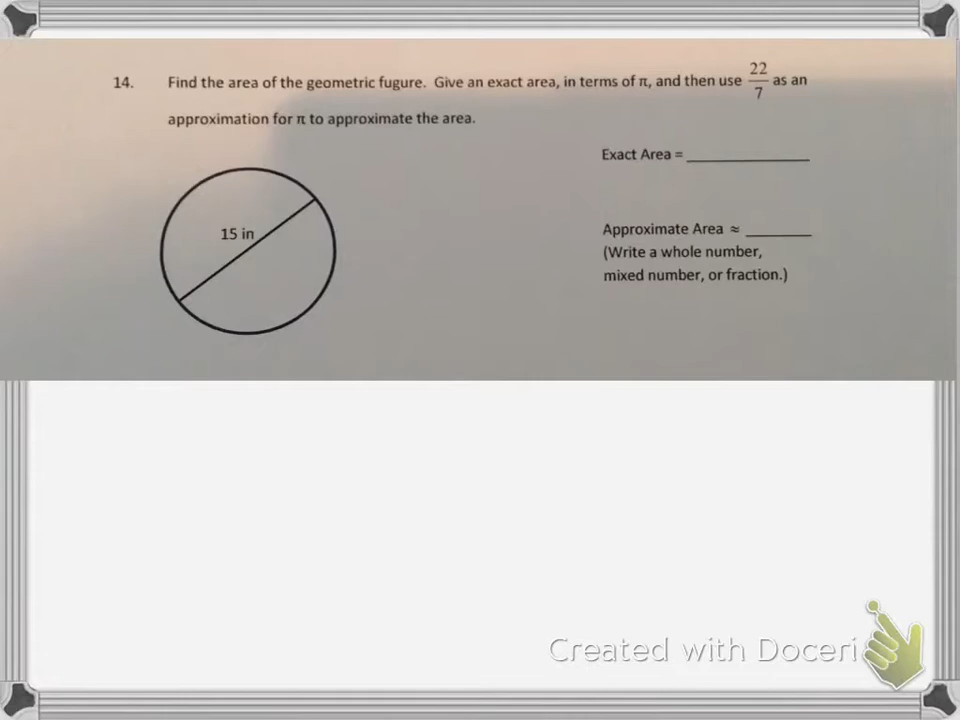 14. Find the area of the geometric fugure. Give an exact area, in terms of π, and then use 22/7 as an
approximation for π to approximate the area.
Exact Area = ____________
15 in
Approximate Area ≈ ________
(Write a whole number,
mixed number, or fraction.)
Created with Doceri